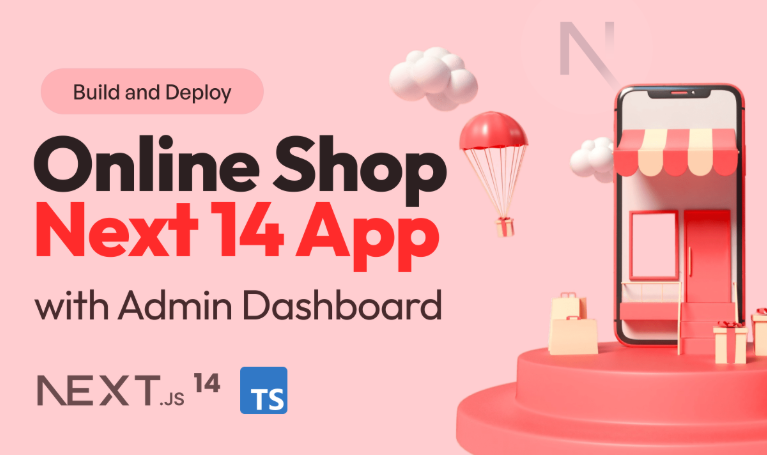 Build and Deploy
Online Shop
Next 14 App
with Admin Dashboard
NEXT.JS 14
TS
N